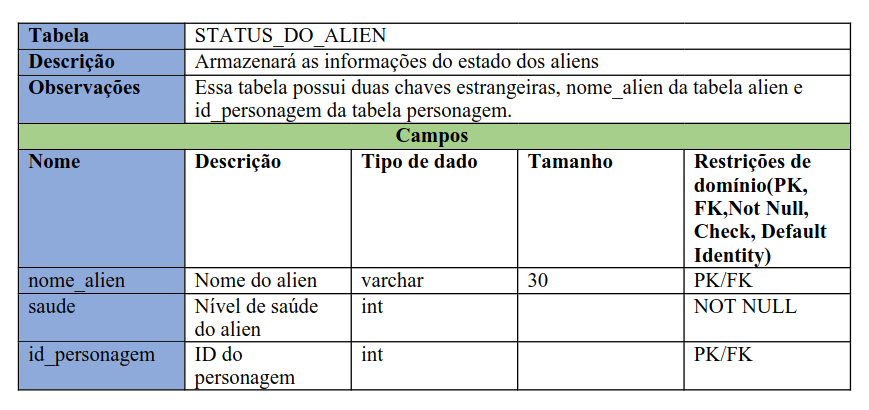 Tabela STATUS_DO_ALIEN
Descrição Armazenará as informações do estado dos aliens
Observações Essa tabela possui duas chaves estrangeiras, nome_alien da tabela alien e
id_personagem da tabela personagem.
Campos
Nome Descrição Tipo de dado Tamanho Restrições de
domínio(PK,
FK,Not Null,
Check, Default
Identity)
nome_alien Nome do alien varchar 30 PK/FK
saude Nível de saúde int NOT NULL
do alien
id_personagem ID do int PK/FK
personagem